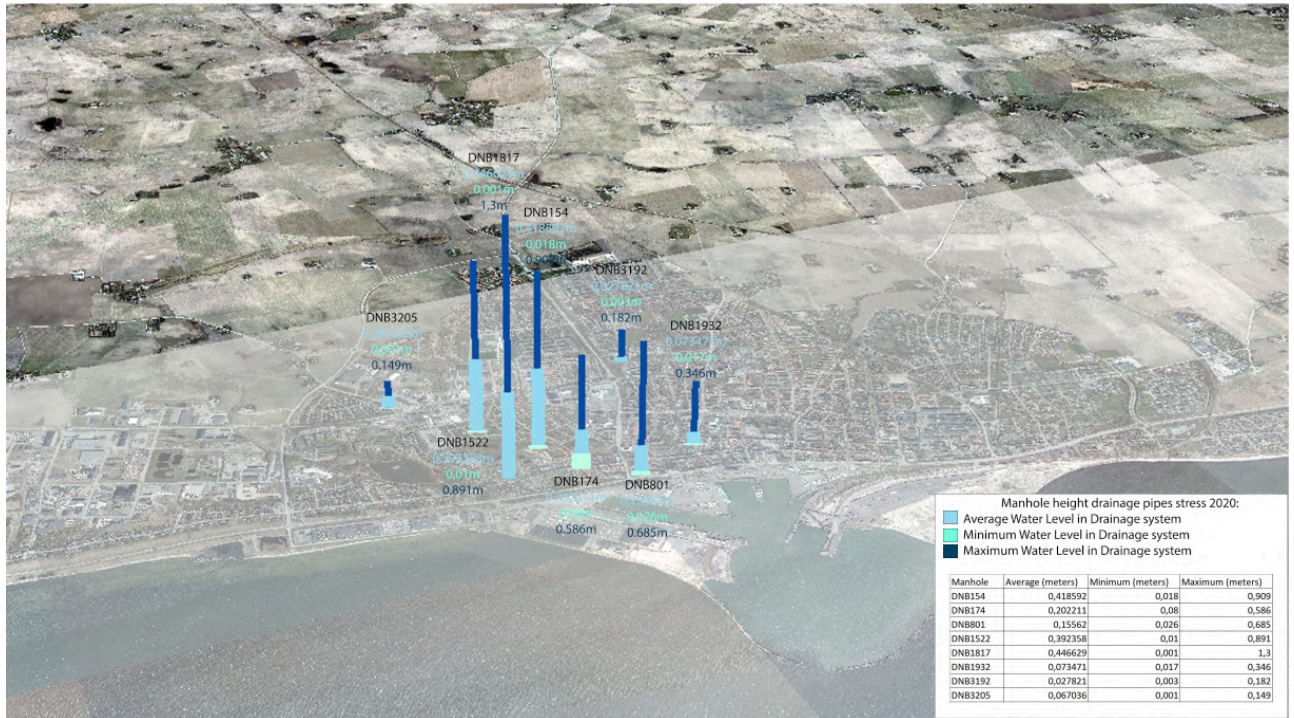 DNB1817
0.001m
1,3m
DNB154
0.018m
DNB3192
0.003m
0.182m
DNB3205
0.001m
0.149m
DNB1932
0.017m
0.346m
DNB1522
0.01m
0.891m
DNB174
0.586m
DNB801
0.026m
0.685m
Manhole height drainage pipes stress 2020:
Average Water Level in Drainage system
Minimum Water Level in Drainage system
Maximum Water Level in Drainage system
Manhole Average (meters) Minimum (meters) Maximum (meters)
DNB154 0,418592 0,018 0,909
DNB174 0,202211 0,08 0,586
DNB801 0,15562 0,026 0,685
DNB1522 0,392358 0,01 0,891
DNB1817 0,446629 0,001 1,3
DNB1932 0,073471 0,017 0,346
DNB3192 0,027821 0,003 0,182
DNB3205 0,067036 0,001 0,149